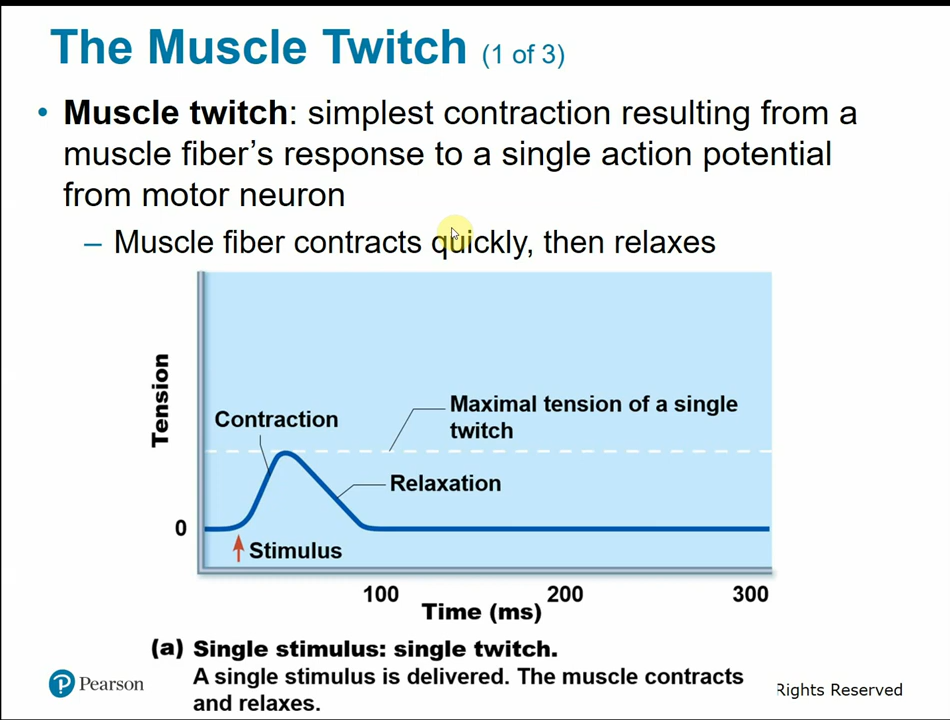 The Muscle Twitch (1 of 3)
• Muscle twitch: simplest contraction resulting from a
muscle fiber's response to a single action potential
from motor neuron
– Muscle fiber contracts quickly, then relaxes
Tension
Contraction
Maximal tension of a single
twitch
Relaxation
0
Stimulus
100 200 300
Time (ms)
(a) Single stimulus: single twitch.
A single stimulus is delivered. The muscle contracts
and relaxes.
P Pearson
Rights Reserved